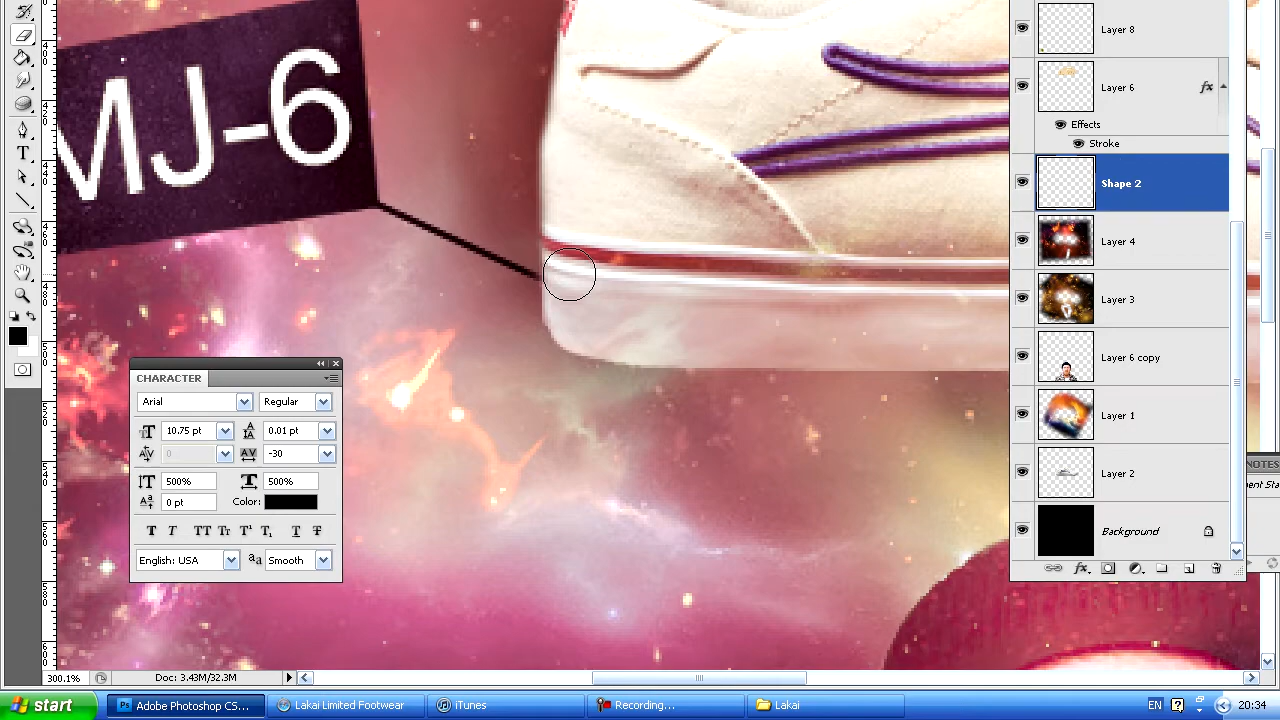 MJ-6
Layer 8
Layer 6
fx
Effects
Stroke
Shape 2
Layer 4
Layer 3
Layer 6 copy
Layer 1
Layer 2
Background
CHARACTER
Arial
Regular
10.75 pt
0.01 pt
0
-30
500%
500%
0 pt
Color:
English: USA
aa
Smooth
NOTES
300.1%
Doc: 3.43M/32.3M
start
Adobe Photoshop CS...
Lakai Limited Footwear
iTunes
Recording...
Lakai
EN
20:34